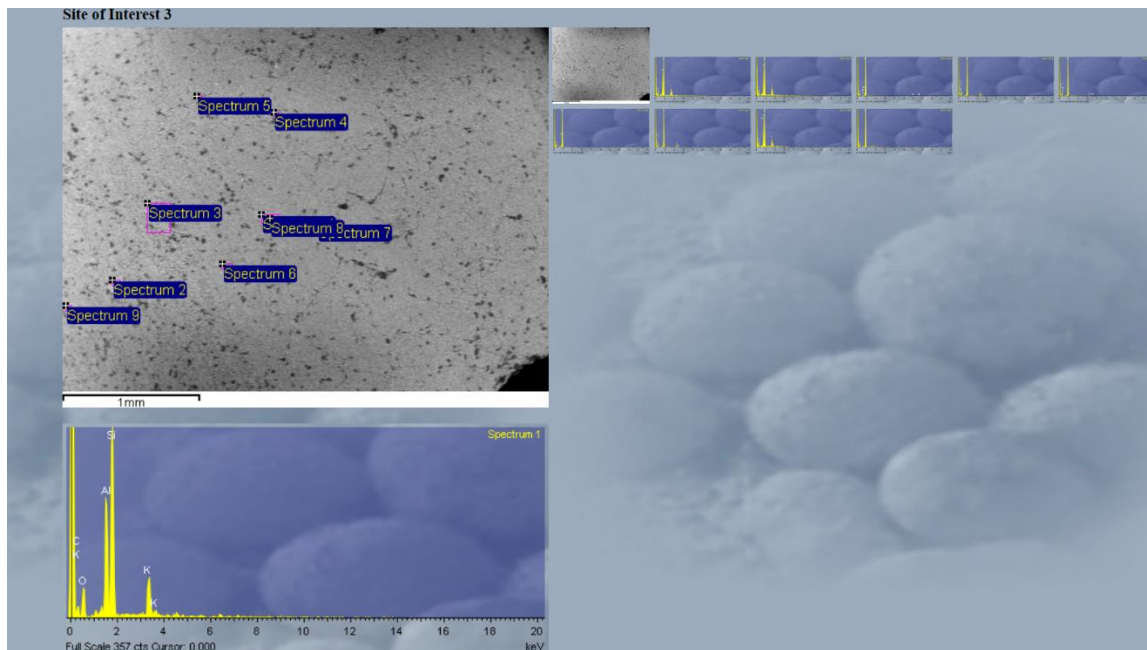 Site of Interest 3
Spectrum 5
Spectrum 4
Spectrum 3
Spectrum 8
Spectrum 7
Spectrum 6
Spectrum 2
Spectrum 9
1mm
Spectrum 1
Si
Al
C
K
O
K
K
0 2 4 6 8 10 12 14 16 18 20
Full Scale 357 cts Cursor: 0.000 keV